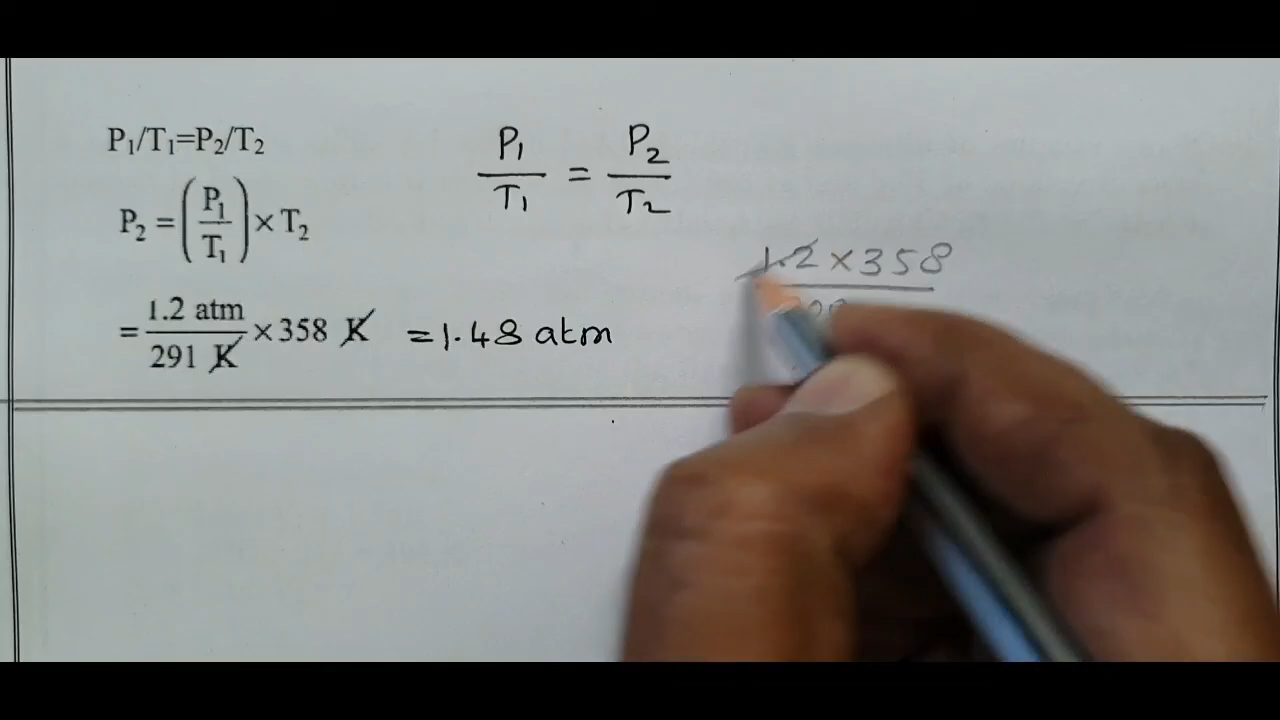 P₁/T₁=P₂/T₂
P₂ = (P₁/T₁) × T₂
= 1.2 atm / 291 K × 358 K = 1.48 atm
P₁/T₁ = P₂/T₂
1.2 × 358